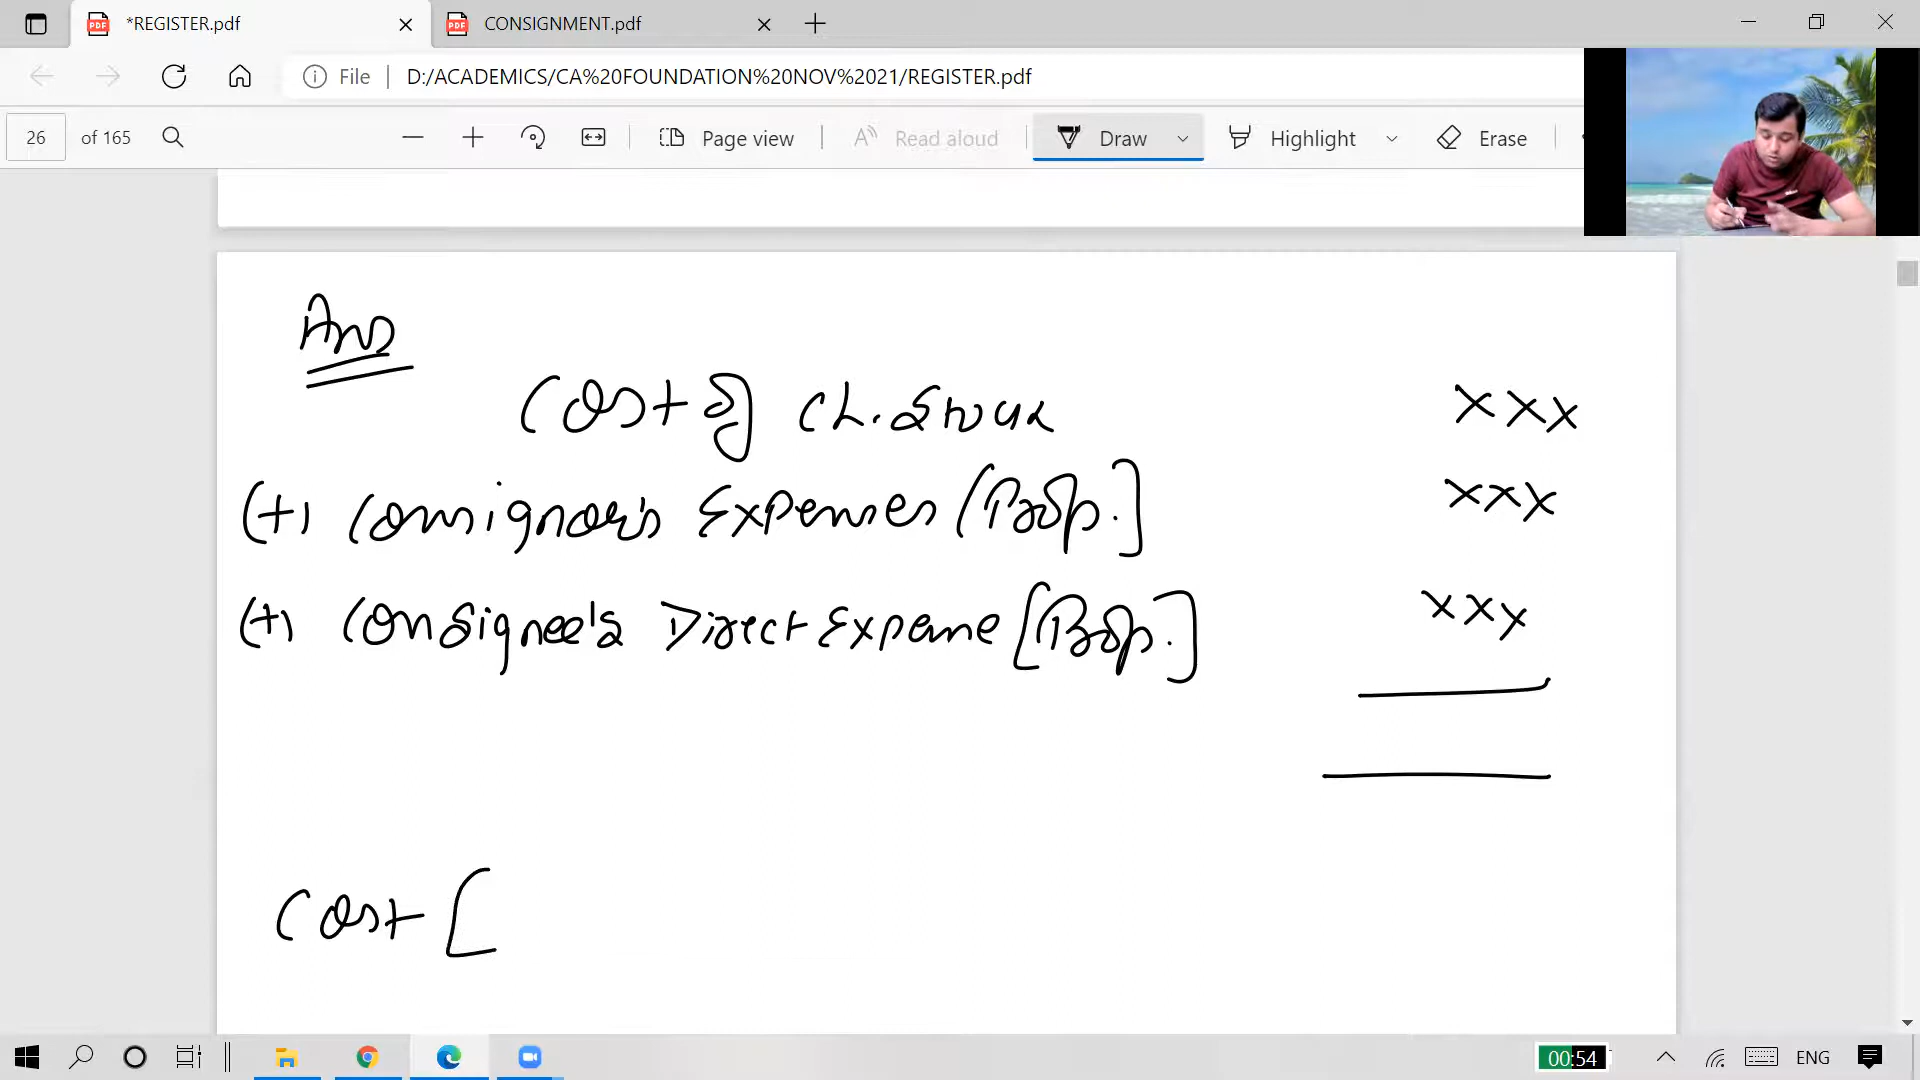 *REGISTER.pdf
CONSIGNMENT.pdf
File
D:/ACADEMICS/CA%20FOUNDATION%20NOV%2021/REGISTER.pdf
26 of 165
Page view
Read aloud
Draw
Highlight
Erase
Ans
Cost of CL. Stock xxx
(+) Consignor's Expenses [Prop.] xxx
(+) Consignee's Direct Expense [Prop.] xxx
Cost [
00:54
ENG